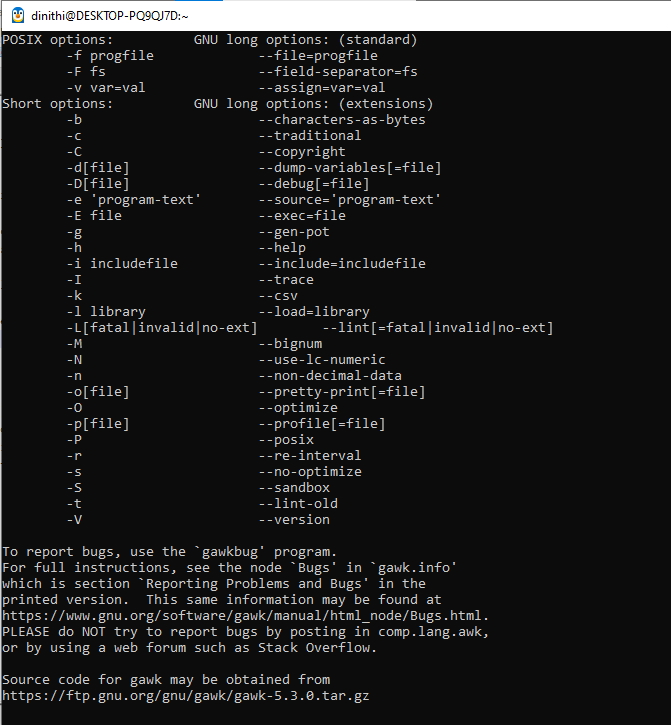 dinithi@DESKTOP-PQ9QJ7D:~
POSIX options:          GNU long options: (standard)
        -f progfile             --file=progfile
        -F fs                   --field-separator=fs
        -v var=val              --assign=var=val
Short options:          GNU long options: (extensions)
        -b                      --characters-as-bytes
        -c                      --traditional
        -C                      --copyright
        -d[file]                --dump-variables[=file]
        -D[file]                --debug[=file]
        -e 'program-text'       --source='program-text'
        -E file                 --exec=file
        -g                      --gen-pot
        -h                      --help
        -i includefile          --include=includefile
        -I                      --trace
        -k                      --csv
        -l library              --load=library
        -L[fatal|invalid|no-ext]        --lint[=fatal|invalid|no-ext]
        -M                      --bignum
        -N                      --use-lc-numeric
        -n                      --non-decimal-data
        -o[file]                --pretty-print[=file]
        -O                      --optimize
        -p[file]                --profile[=file]
        -P                      --posix
        -r                      --re-interval
        -s                      --no-optimize
        -S                      --sandbox
        -t                      --lint-old
        -V                      --version
To report bugs, use the `gawkbug' program.
For full instructions, see the node `Bugs' in `gawk.info'
which is section `Reporting Problems and Bugs' in the
printed version.  This same information may be found at
https://www.gnu.org/software/gawk/manual/html_node/Bugs.html.
PLEASE do NOT try to report bugs by posting in comp.lang.awk,
or by using a web forum such as Stack Overflow.
Source code for gawk may be obtained from
https://ftp.gnu.org/gnu/gawk/gawk-5.3.0.tar.gz